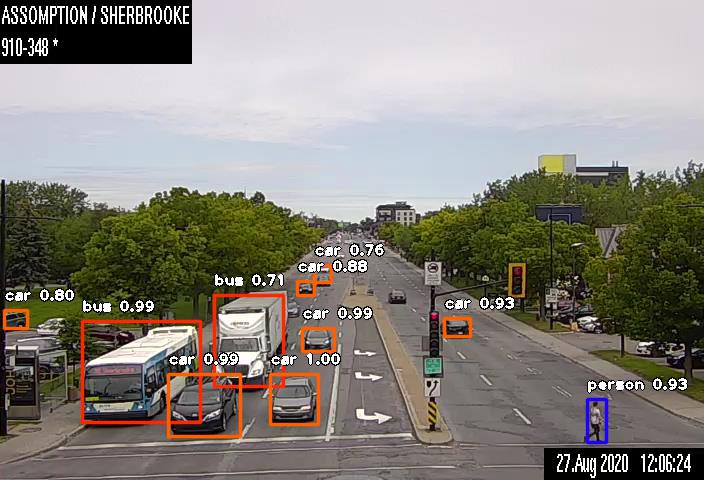 ASSOMPTION / SHERBROOKE
910-348 *
car 0.76
car 0.88
bus 0.71
car 0.80
bus 0.99
car 0.99
car 0.93
car 0.99
car 1.00
person 0.93
27.Aug 2020 12:06:24